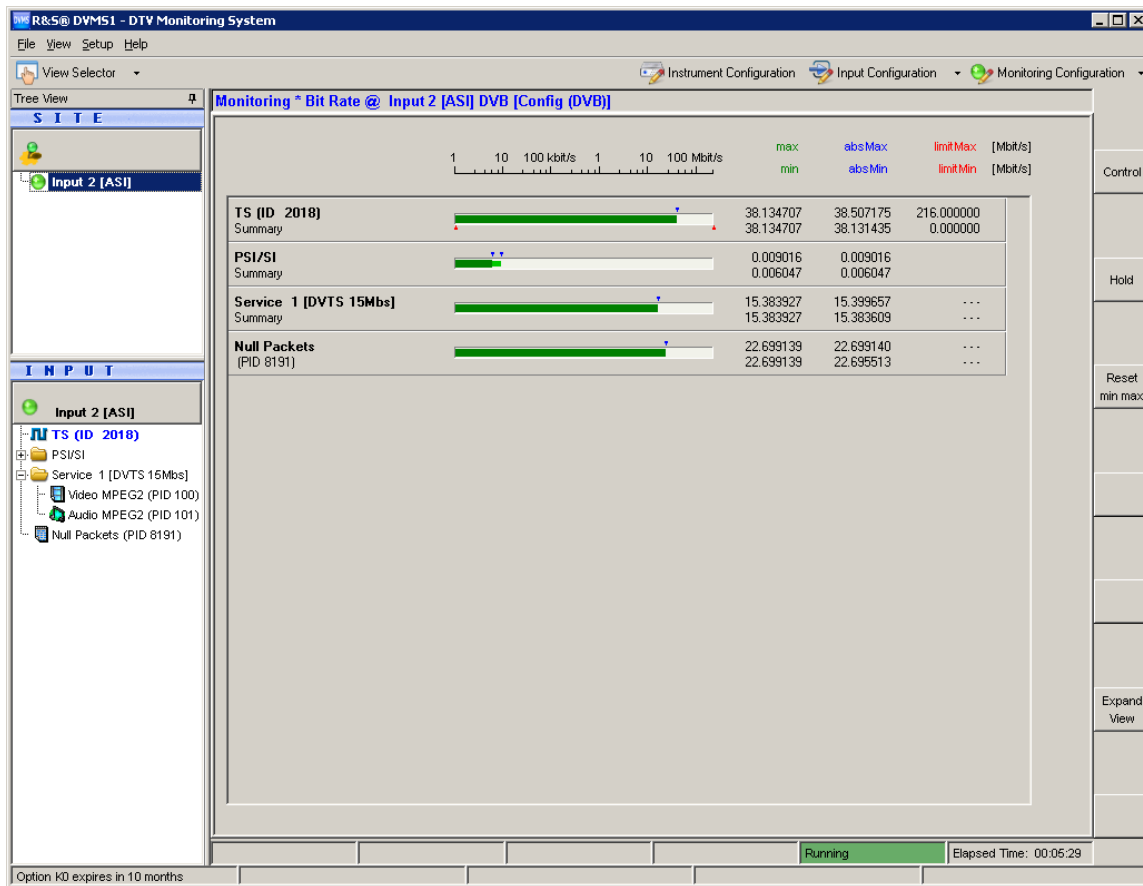 DVMS R&S® DVMS1 - DTV Monitoring System
File View Setup Help
View Selector
Instrument Configuration Input Configuration Monitoring Configuration
Tree View
SITE
Input 2 [ASI]
Monitoring * Bit Rate @ Input 2 [ASI] DVB [Config (DVB)]
1 10 100 kbit/s 1 10 100 Mbit/s
max absMax limitMax [Mbit/s]
min absMin limitMin [Mbit/s]
TS (ID 2018) 38.134707 38.507175 216.000000
Summary 38.134707 38.131435 0.000000
PSI/SI 0.009016 0.009016
Summary 0.006047 0.006047
Service 1 [DVTS 15Mbs] 15.383927 15.399657 - - -
Summary 15.383927 15.383609 - - -
Null Packets 22.699139 22.699140 - - -
(PID 8191) 22.699139 22.695513 - - -
INPUT
Input 2 [ASI]
TS (ID 2018)
PSI/SI
Service 1 [DVTS 15Mbs]
Video MPEG2 (PID 100)
Audio MPEG2 (PID 101)
Null Packets (PID 8191)
Control
Hold
Reset
min max
Expand
View
Running Elapsed Time: 00:05:29
Option K0 expires in 10 months